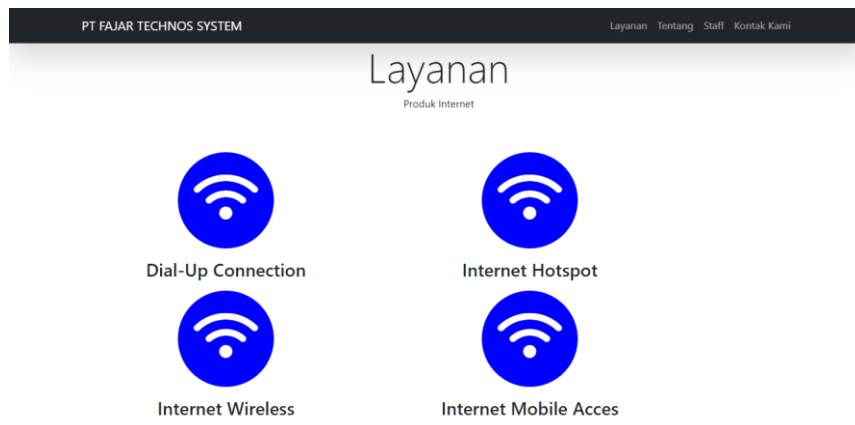 PT FAJAR TECHNOS SYSTEM
Layanan Tentang Staff Kontak Kami
Layanan
Produk Internet
Dial-Up Connection
Internet Hotspot
Internet Wireless
Internet Mobile Acces